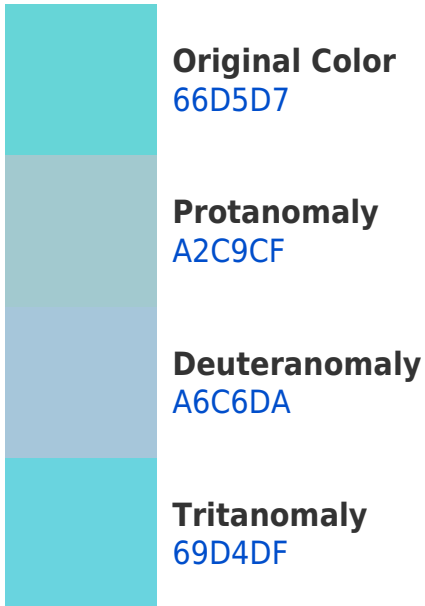 Original Color
66D5D7
Protanomaly
A2C9CF
Deuteranomaly
A6C6DA
Tritanomaly
69D4DF